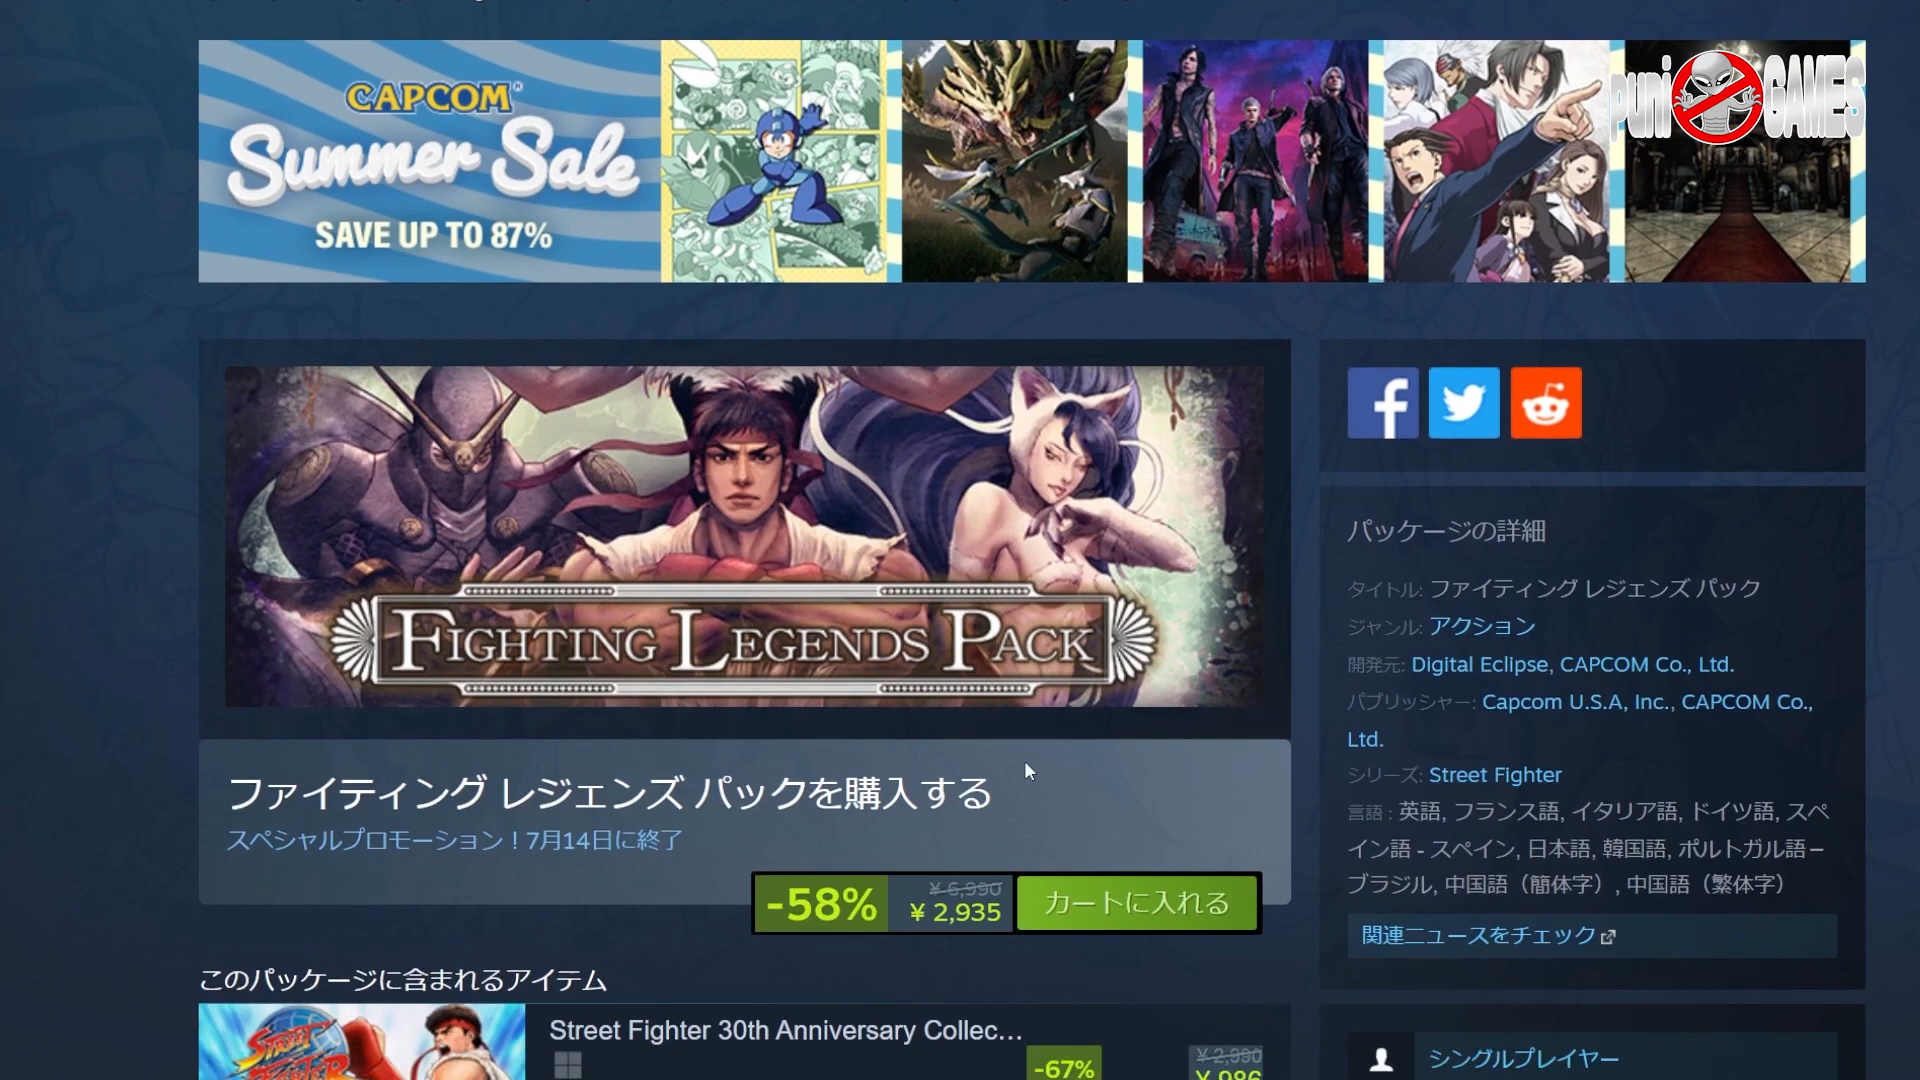 CAPCOM
Summer Sale
SAVE UP TO 87%
puni GAMES
FIGHTING LEGENDS PACK
ファイティング レジェンズ パックを購入する
スペシャルプロモーション！7月14日に終了
-58%
¥ 6,990
¥ 2,935
カートに入れる
このパッケージに含まれるアイテム
STREET FIGHTER
Street Fighter 30th Anniversary Collec...
-67%
¥ 2,990
¥ 986
パッケージの詳細
タイトル: ファイティング レジェンズ パック
ジャンル: アクション
開発元: Digital Eclipse, CAPCOM Co., Ltd.
パブリッシャー: Capcom U.S.A, Inc., CAPCOM Co.,
Ltd.
シリーズ: Street Fighter
言語 : 英語, フランス語, イタリア語, ドイツ語, スペ
イン語 - スペイン, 日本語, 韓国語, ポルトガル語 –
ブラジル, 中国語（簡体字）, 中国語（繁体字）
関連ニュースをチェック
シングルプレイヤー